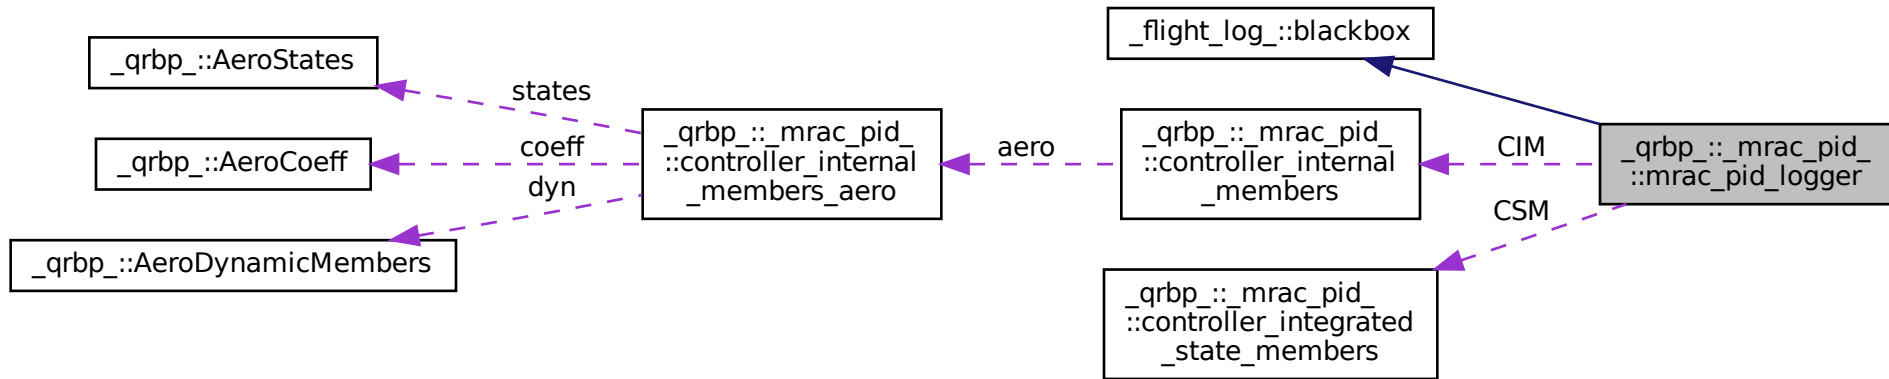 _flight_log_::blackbox
_qrbp_::AeroStates
states
_qrbp_::_mrac_pid_
::controller_internal
_members_aero
_qrbp_::_mrac_pid_
::controller_internal
_members
_qrbp_::_mrac_pid_
::mrac_pid_logger
coeff
aero
CIM
_qrbp_::AeroCoeff
dyn
CSM
_qrbp_::AeroDynamicMembers
_qrbp_::_mrac_pid_
::controller_integrated
_state_members